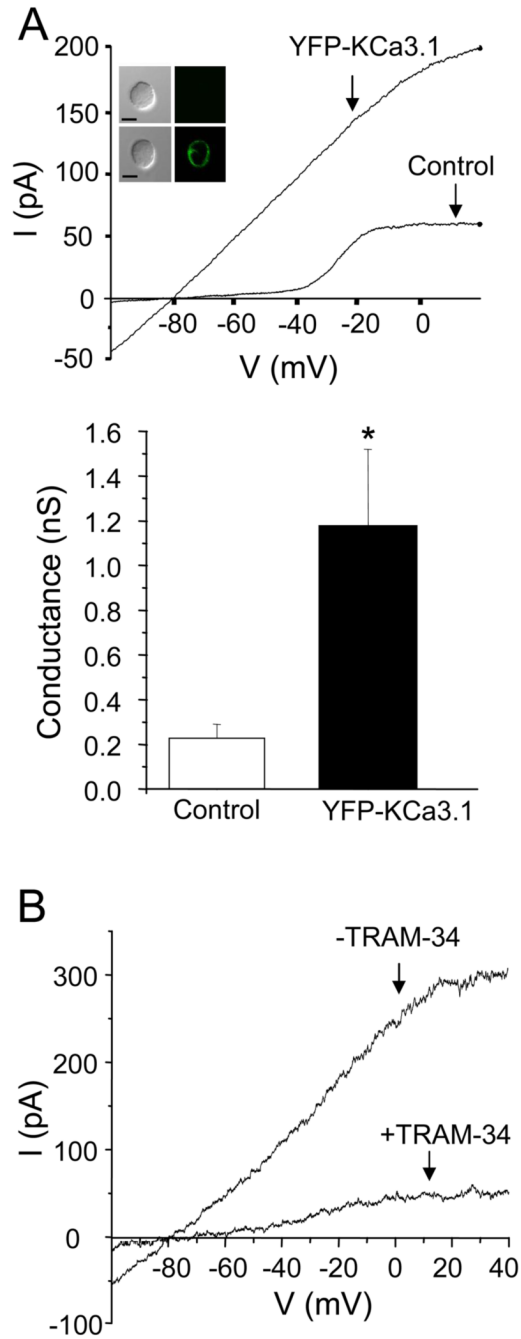 A
200
150
100
50
0
-50
I (pA)
YFP-KCa3.1
Control
-80 -60 -40 -20 0
V (mV)
1.6
1.4
1.2
1.0
0.8
0.6
0.4
0.2
0.0
Conductance (nS)
*
Control YFP-KCa3.1
B
300
200
100
0
-100
I (pA)
-TRAM-34
+TRAM-34
-80 -60 -40 -20 0 20 40
V (mV)